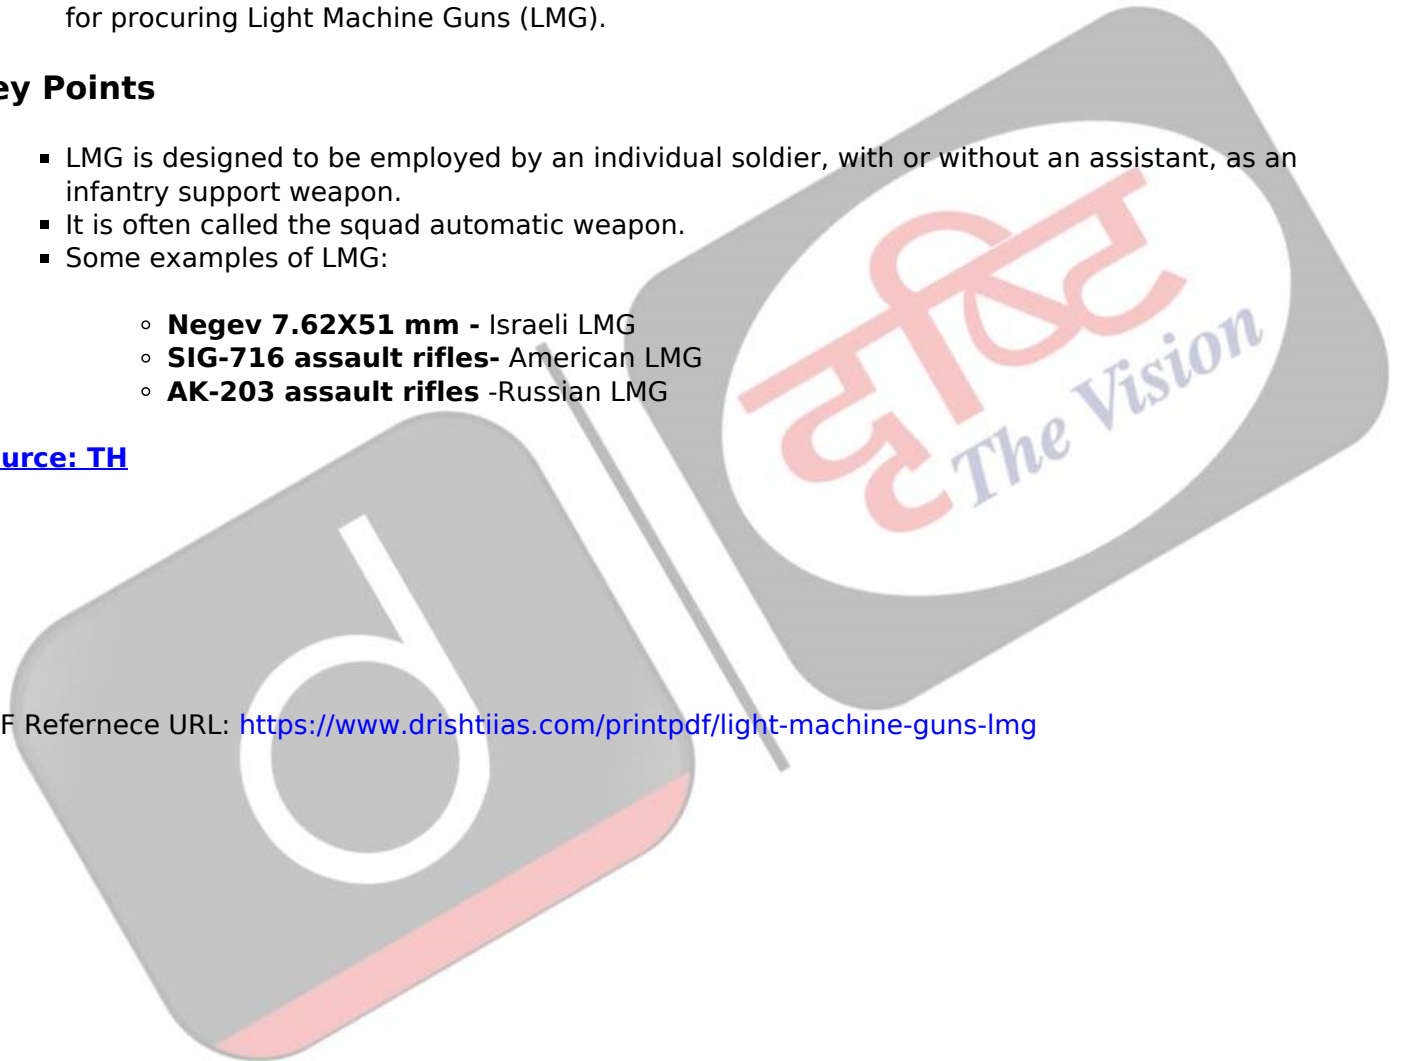 for procuring Light Machine Guns (LMG).
ey Points
▪ LMG is designed to be employed by an individual soldier, with or without an assistant, as an
infantry support weapon.
▪ It is often called the squad automatic weapon.
▪ Some examples of LMG:
◦ Negev 7.62X51 mm - Israeli LMG
◦ SIG-716 assault rifles- American LMG
◦ AK-203 assault rifles -Russian LMG
urce: TH
दृष्टि
The Vision
d
F Refernece URL: https://www.drishtiias.com/printpdf/light-machine-guns-lmg